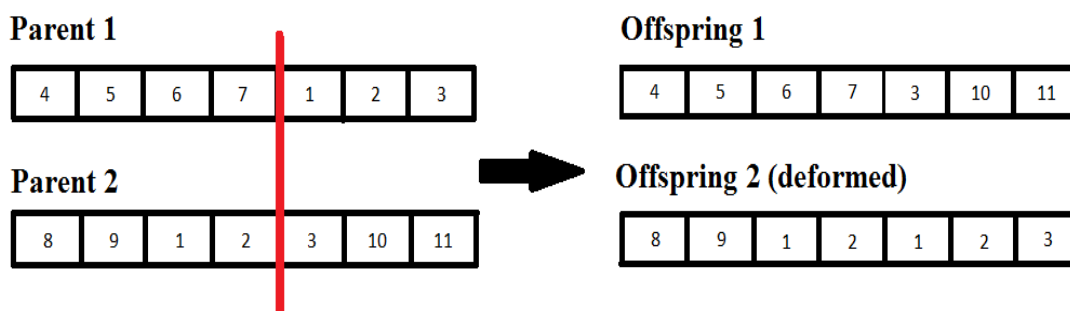 Parent 1
4 5 6 7 1 2 3
Parent 2
8 9 1 2 3 10 11
Offspring 1
4 5 6 7 3 10 11
Offspring 2 (deformed)
8 9 1 2 1 2 3